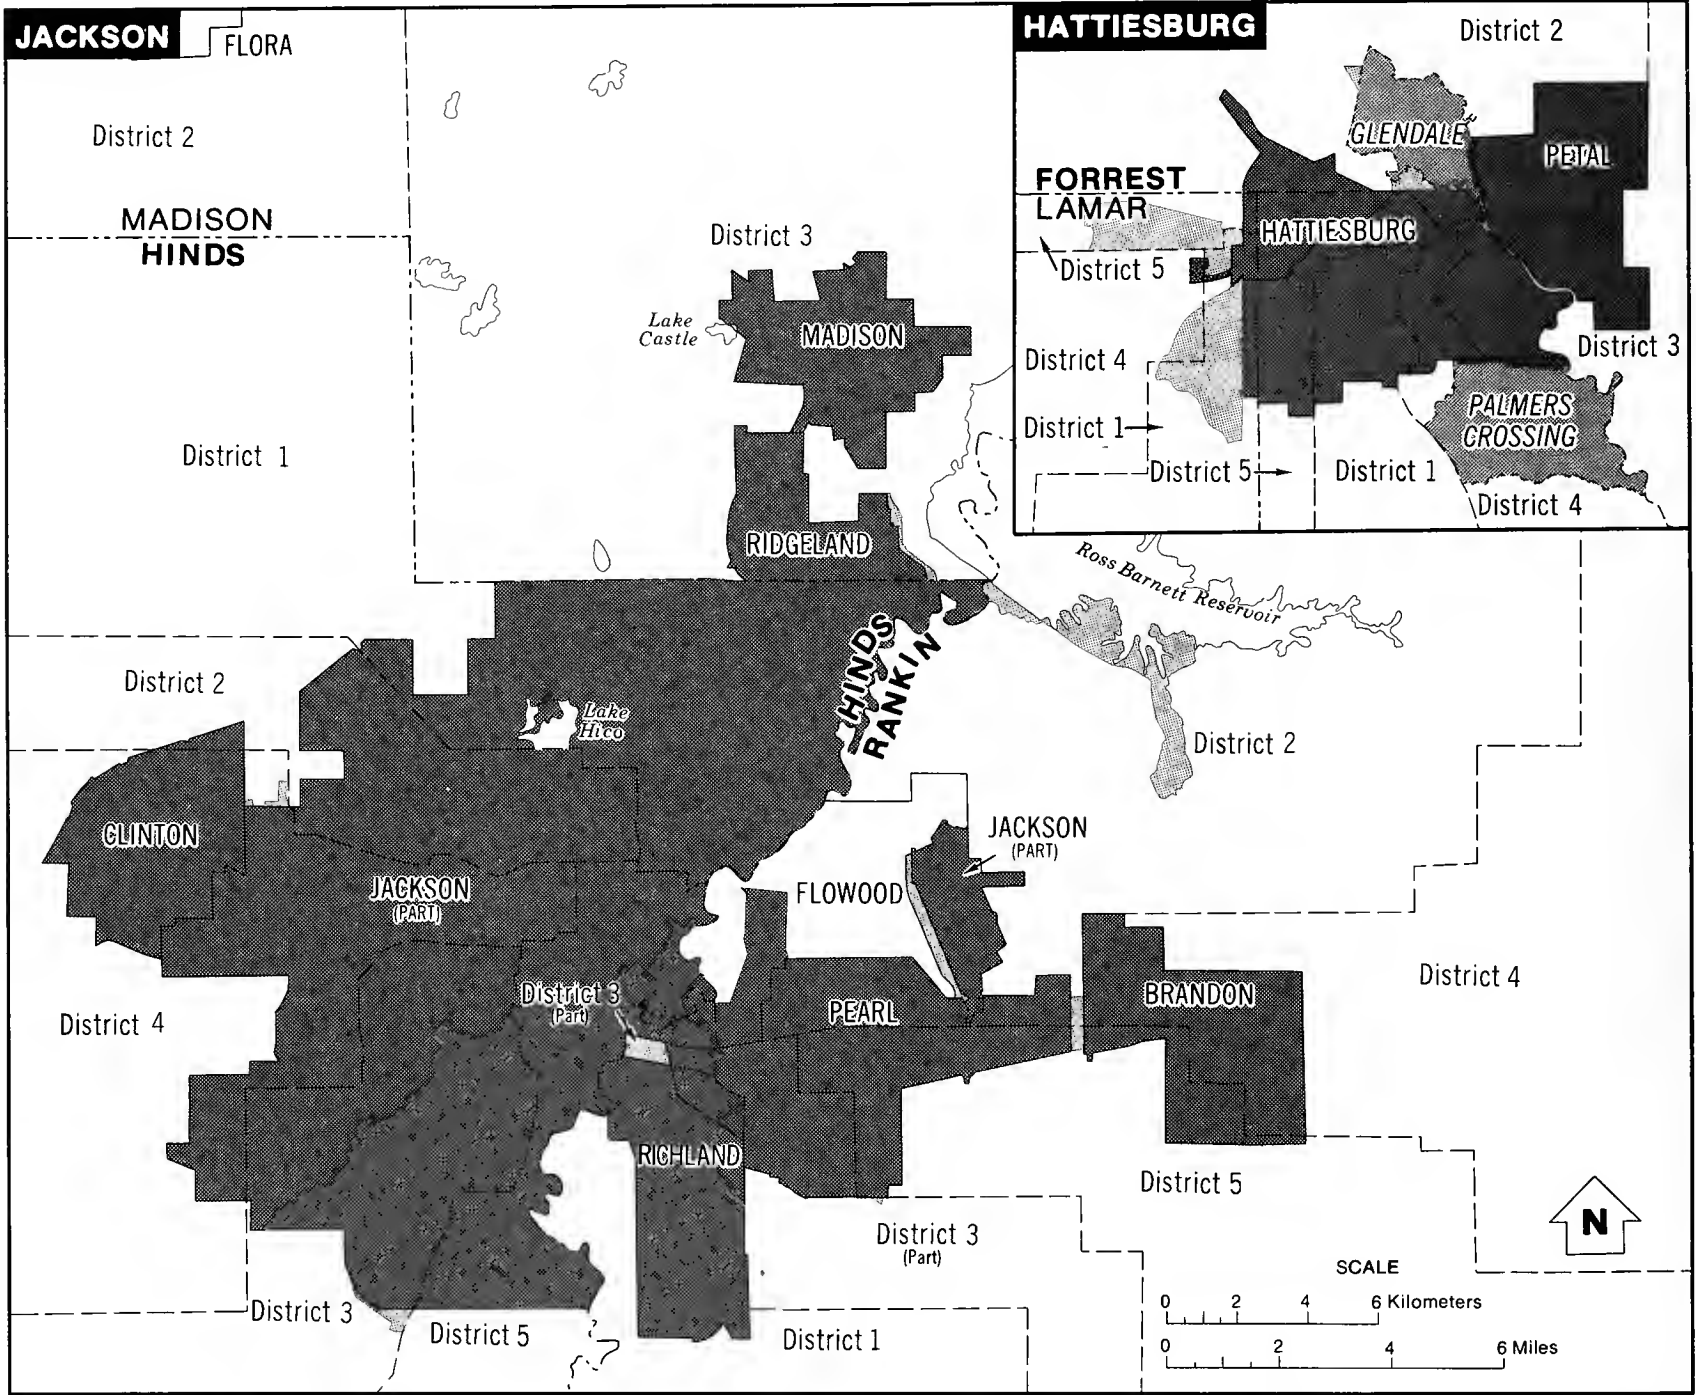 JACKSON
FLORA
District 2
MADISON
HINDS
District 3
Lake
Castle
MADISON
District 1
RIDGELAND
Ross Barnett Reservoir
HINDS
RANKIN
District 2
Lake
Hico
District 2
CLINTON
JACKSON
(PART)
JACKSON
(PART)
FLOWOOD
District 3
(Part)
PEARL
BRANDON
District 4
District 4
RICHLAND
District 5
District 3
(Part)
District 3
District 5
District 1
N
SCALE
0 2 4 6 Kilometers
0 2 4 6 Miles
HATTIESBURG
District 2
GLENDALE
PETAL
FORREST
LAMAR
HATTIESBURG
District 5
District 4
District 3
District 1
PALMERS
CROSSING
District 5
District 1
District 4